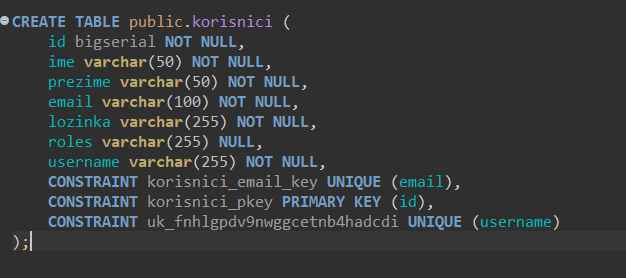 CREATE TABLE public.korisnici (
id bigserial NOT NULL,
ime varchar(50) NOT NULL,
prezime varchar(50) NOT NULL,
email varchar(100) NOT NULL,
lozinka varchar(255) NOT NULL,
roles varchar(255) NULL,
username varchar(255) NOT NULL,
CONSTRAINT korisnici_email_key UNIQUE (email),
CONSTRAINT korisnici_pkey PRIMARY KEY (id),
CONSTRAINT uk_fnhlgpdv9nwggcetnb4hadcdi UNIQUE (username)
);